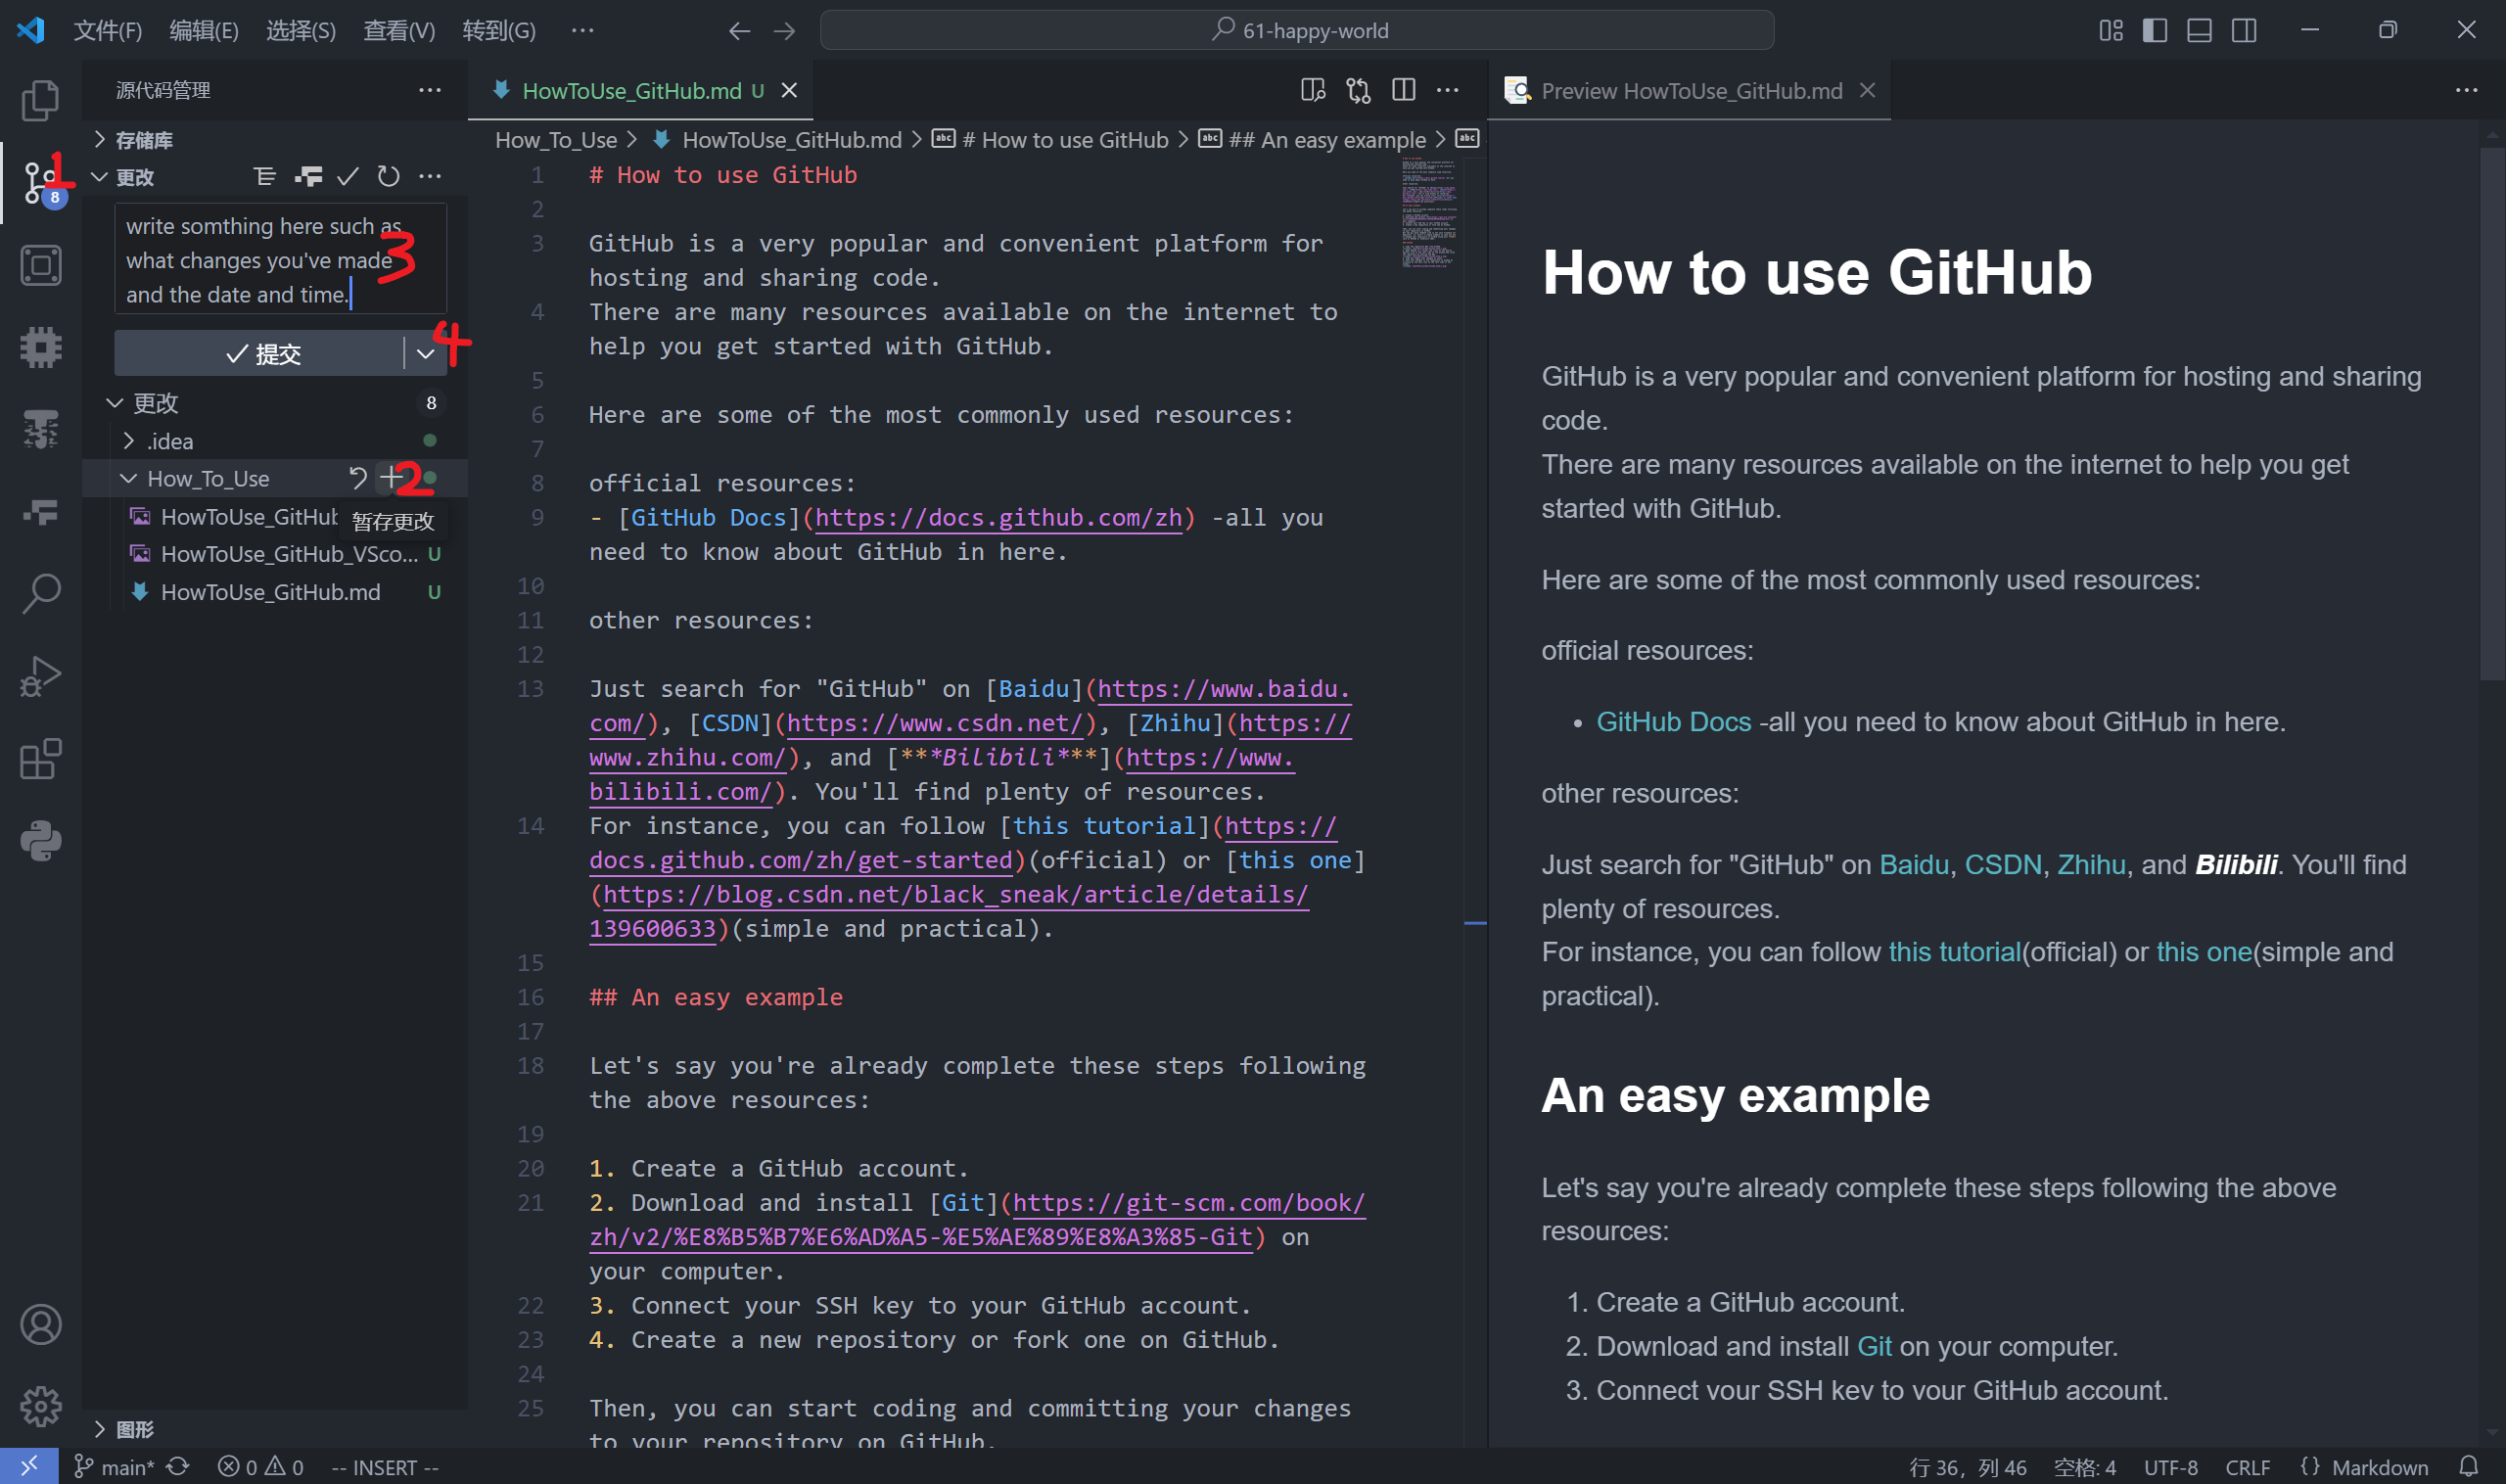 文件(F) 编辑(E) 选择(S) 查看(V) 转到(G) ··· 61-happy-world
源代码管理
存储库
1
更改
8
write somthing here such as
what changes you've made
and the date and time.
3
提交
4
更改 8
.idea
How_To_Use
2
HowToUse_GitHub
暂存更改
HowToUse_GitHub_VSco... U
HowToUse_GitHub.md U
图形
HowToUse_GitHub.md U
How_To_Use > HowToUse_GitHub.md > # How to use GitHub > ## An easy example >
1 # How to use GitHub
2
3 GitHub is a very popular and convenient platform for
hosting and sharing code.
4 There are many resources available on the internet to
help you get started with GitHub.
5
6 Here are some of the most commonly used resources:
7
8 official resources:
9 - [GitHub Docs](https://docs.github.com/zh) -all you
need to know about GitHub in here.
10
11 other resources:
12
13 Just search for "GitHub" on [Baidu](https://www.baidu.
com/), [CSDN](https://www.csdn.net/), [Zhihu](https://
www.zhihu.com/), and [***Bilibili***](https://www.
bilibili.com/). You'll find plenty of resources.
14 For instance, you can follow [this tutorial](https://
docs.github.com/zh/get-started)(official) or [this one]
(https://blog.csdn.net/black_sneak/article/details/
139600633)(simple and practical).
15
16 ## An easy example
17
18 Let's say you're already complete these steps following
the above resources:
19
20 1. Create a GitHub account.
21 2. Download and install [Git](https://git-scm.com/book/
zh/v2/%E8%B5%B7%E6%AD%A5-%E5%AE%89%E8%A3%85-Git) on
your computer.
22 3. Connect your SSH key to your GitHub account.
23 4. Create a new repository or fork one on GitHub.
24
25 Then, you can start coding and committing your changes
to your repository on GitHub.
Preview HowToUse_GitHub.md
How to use GitHub
GitHub is a very popular and convenient platform for hosting and sharing
code.
There are many resources available on the internet to help you get
started with GitHub.
Here are some of the most commonly used resources:
official resources:
• GitHub Docs -all you need to know about GitHub in here.
other resources:
Just search for "GitHub" on Baidu, CSDN, Zhihu, and Bilibili. You'll find
plenty of resources.
For instance, you can follow this tutorial(official) or this one(simple and
practical).
An easy example
Let's say you're already complete these steps following the above
resources:
1. Create a GitHub account.
2. Download and install Git on your computer.
3. Connect your SSH key to your GitHub account.
main* 0 0 -- INSERT -- 行 36，列 46 空格: 4 UTF-8 CRLF {} Markdown